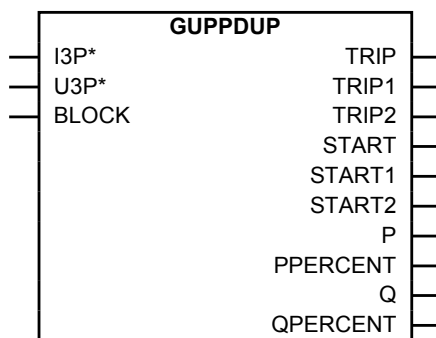 GUPPDUP
I3P* TRIP
U3P* TRIP1
BLOCK TRIP2
START
START1
START2
P
PPERCENT
Q
QPERCENT